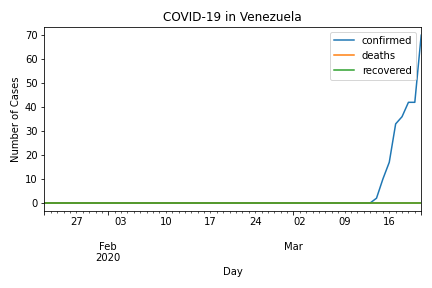 COVID-19 in Venezuela
confirmed
deaths
recovered
Number of Cases
70
60
50
40
30
20
10
0
27 03 10 17 24 02 09 16
Feb Mar
2020
Day